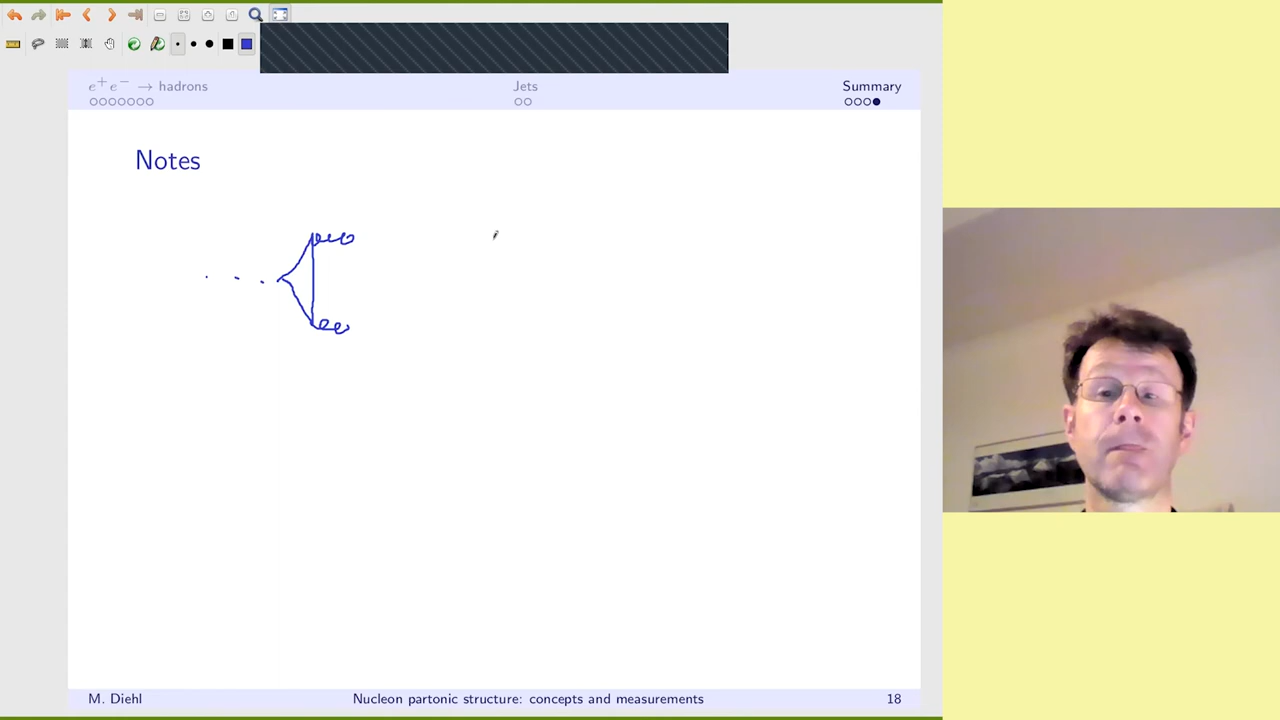 e⁺e⁻ → hadrons
Jets
Summary
Notes
M. Diehl
Nucleon partonic structure: concepts and measurements
18